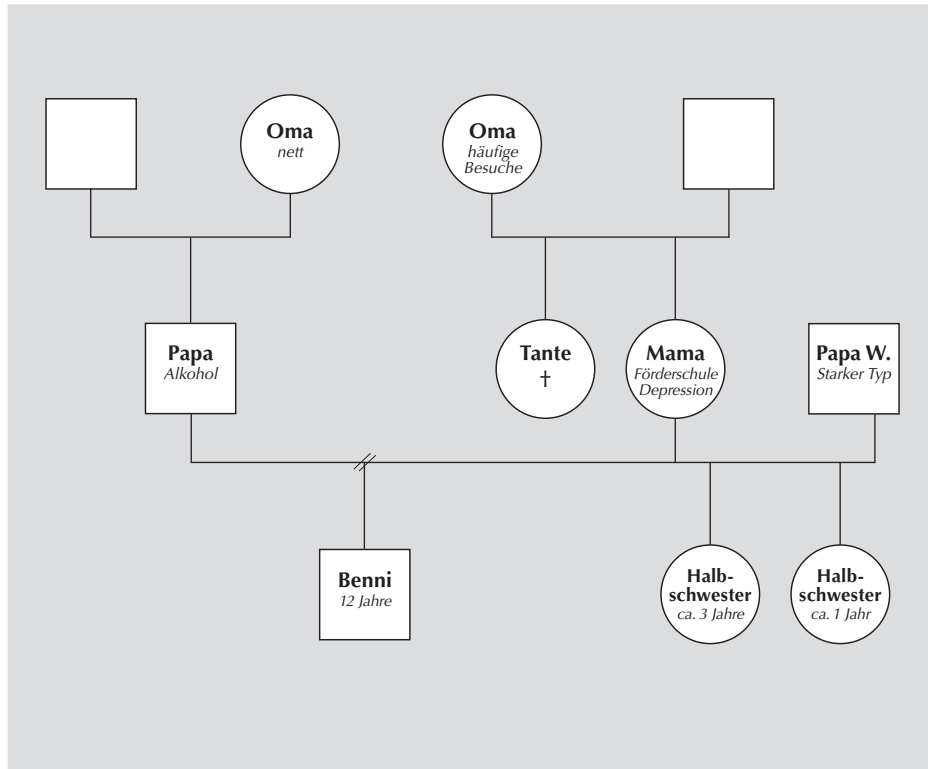 Oma
nett
Oma
häufige
Besuche
Papa
Alkohol
Tante
†
Mama
Förderschule
Depression
Papa W.
Starker Typ
Benni
12 Jahre
Halb-
schwester
ca. 3 Jahre
Halb-
schwester
ca. 1 Jahr